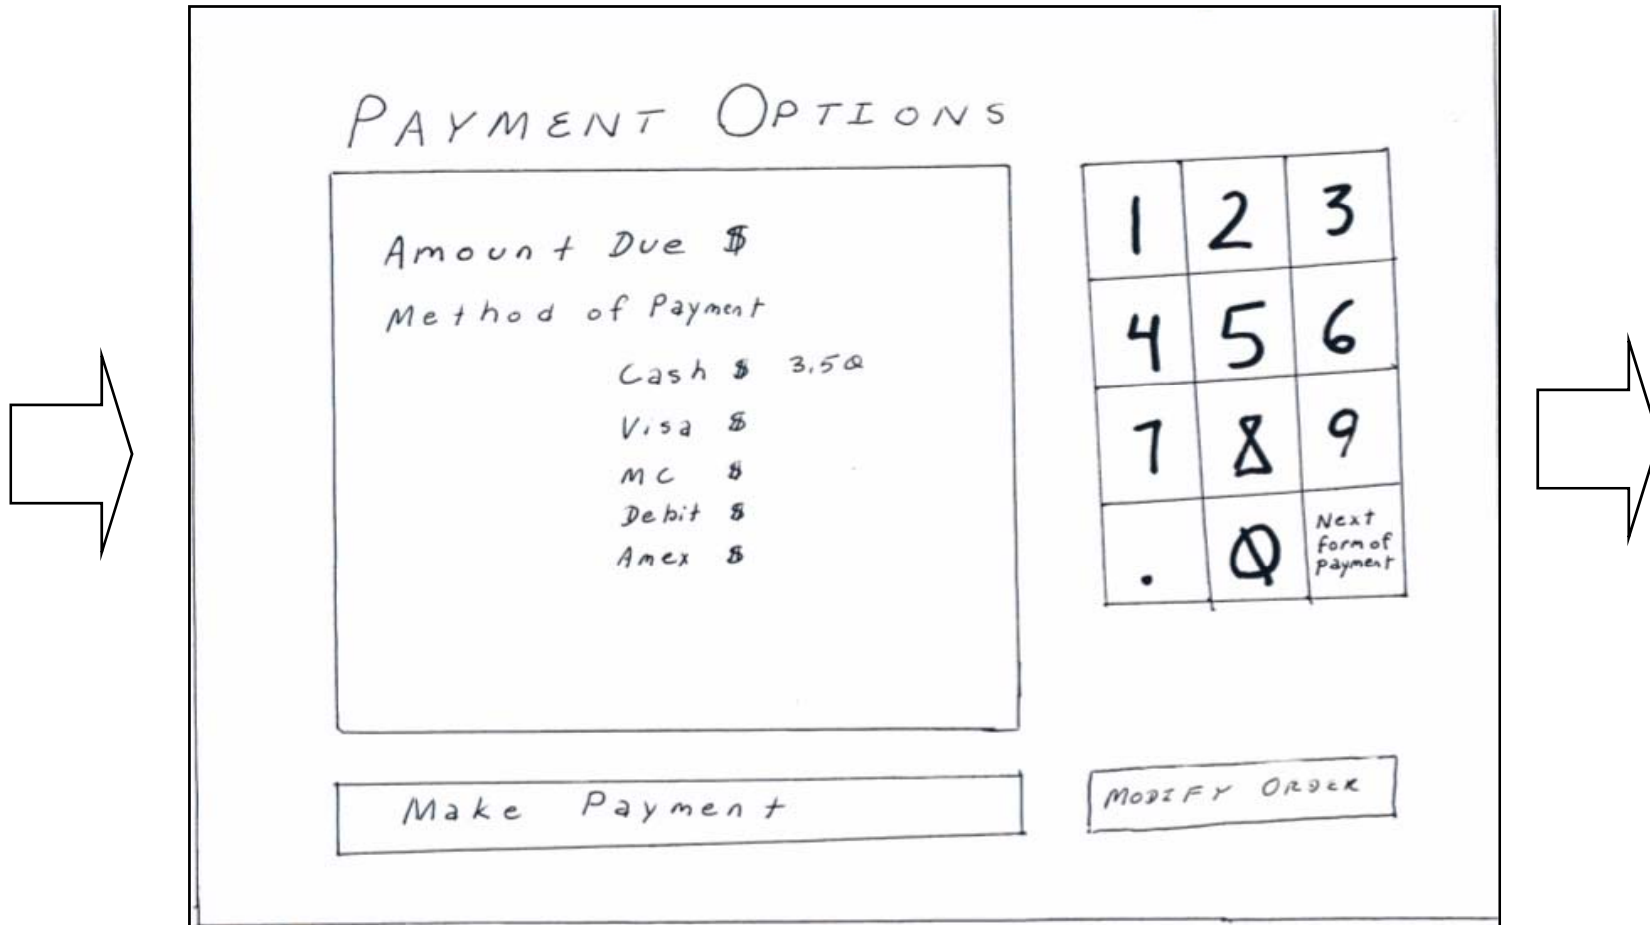 PAYMENT OPTIONS
Amount Due $
Method of Payment
Cash $ 3.50
Visa $
MC $
Debit $
Amex $
1 2 3
4 5 6
7 8 9
. 0 Next form of payment
Make Payment
MODIFY ORDER